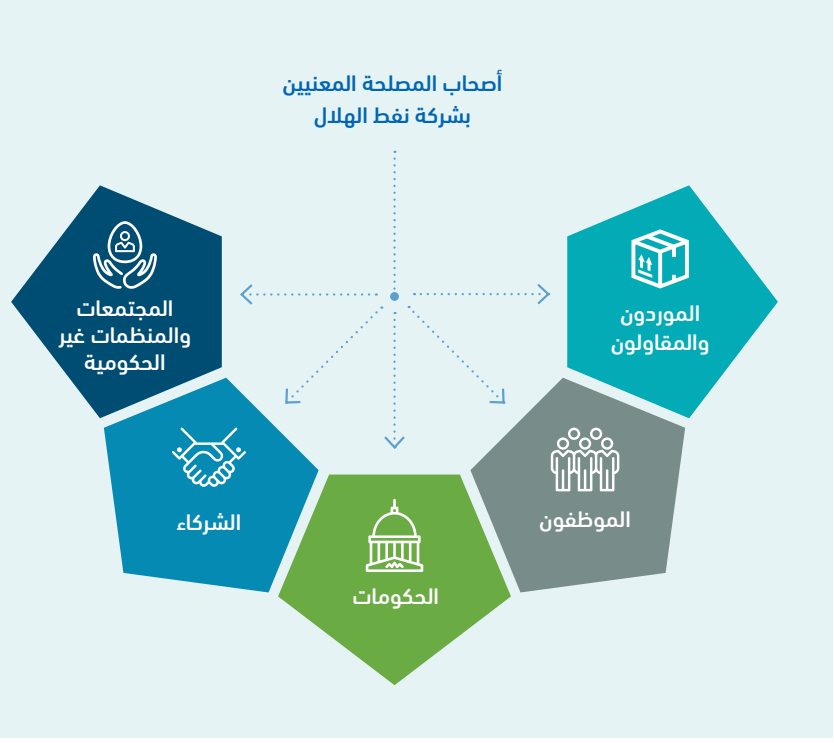 أصحاب المصلحة المعنيين
بشركة نفط الهلال
الموردون
والمقاولون
الموظفون
الحكومات
الشركاء
المجتمعات
والمنظمات غير
الحكومية